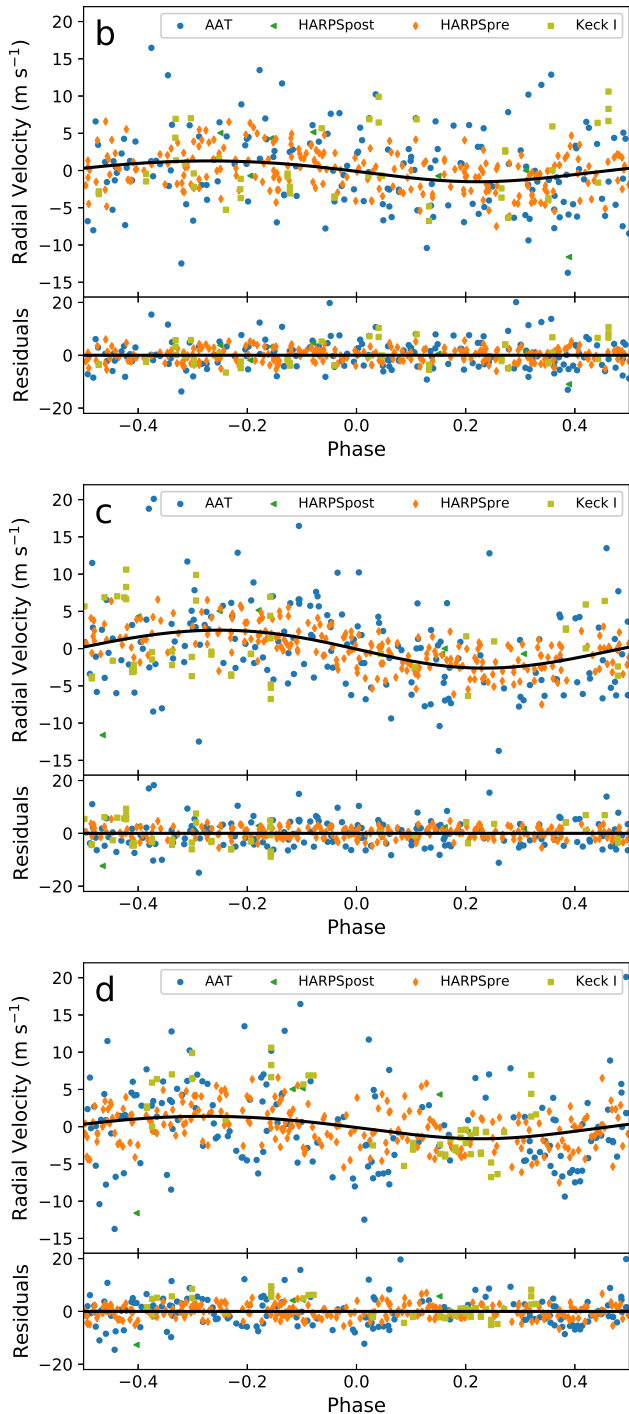 b
AAT HARPSpost HARPSpre Keck I
Radial Velocity (m s⁻¹)
20
15
10
5
0
−5
−10
−15
Residuals
20
0
−20
−0.4 −0.2 0.0 0.2 0.4
Phase
c
AAT HARPSpost HARPSpre Keck I
Radial Velocity (m s⁻¹)
20
15
10
5
0
−5
−10
−15
Residuals
20
0
−20
−0.4 −0.2 0.0 0.2 0.4
Phase
d
AAT HARPSpost HARPSpre Keck I
Radial Velocity (m s⁻¹)
20
15
10
5
0
−5
−10
−15
Residuals
20
0
−20
−0.4 −0.2 0.0 0.2 0.4
Phase